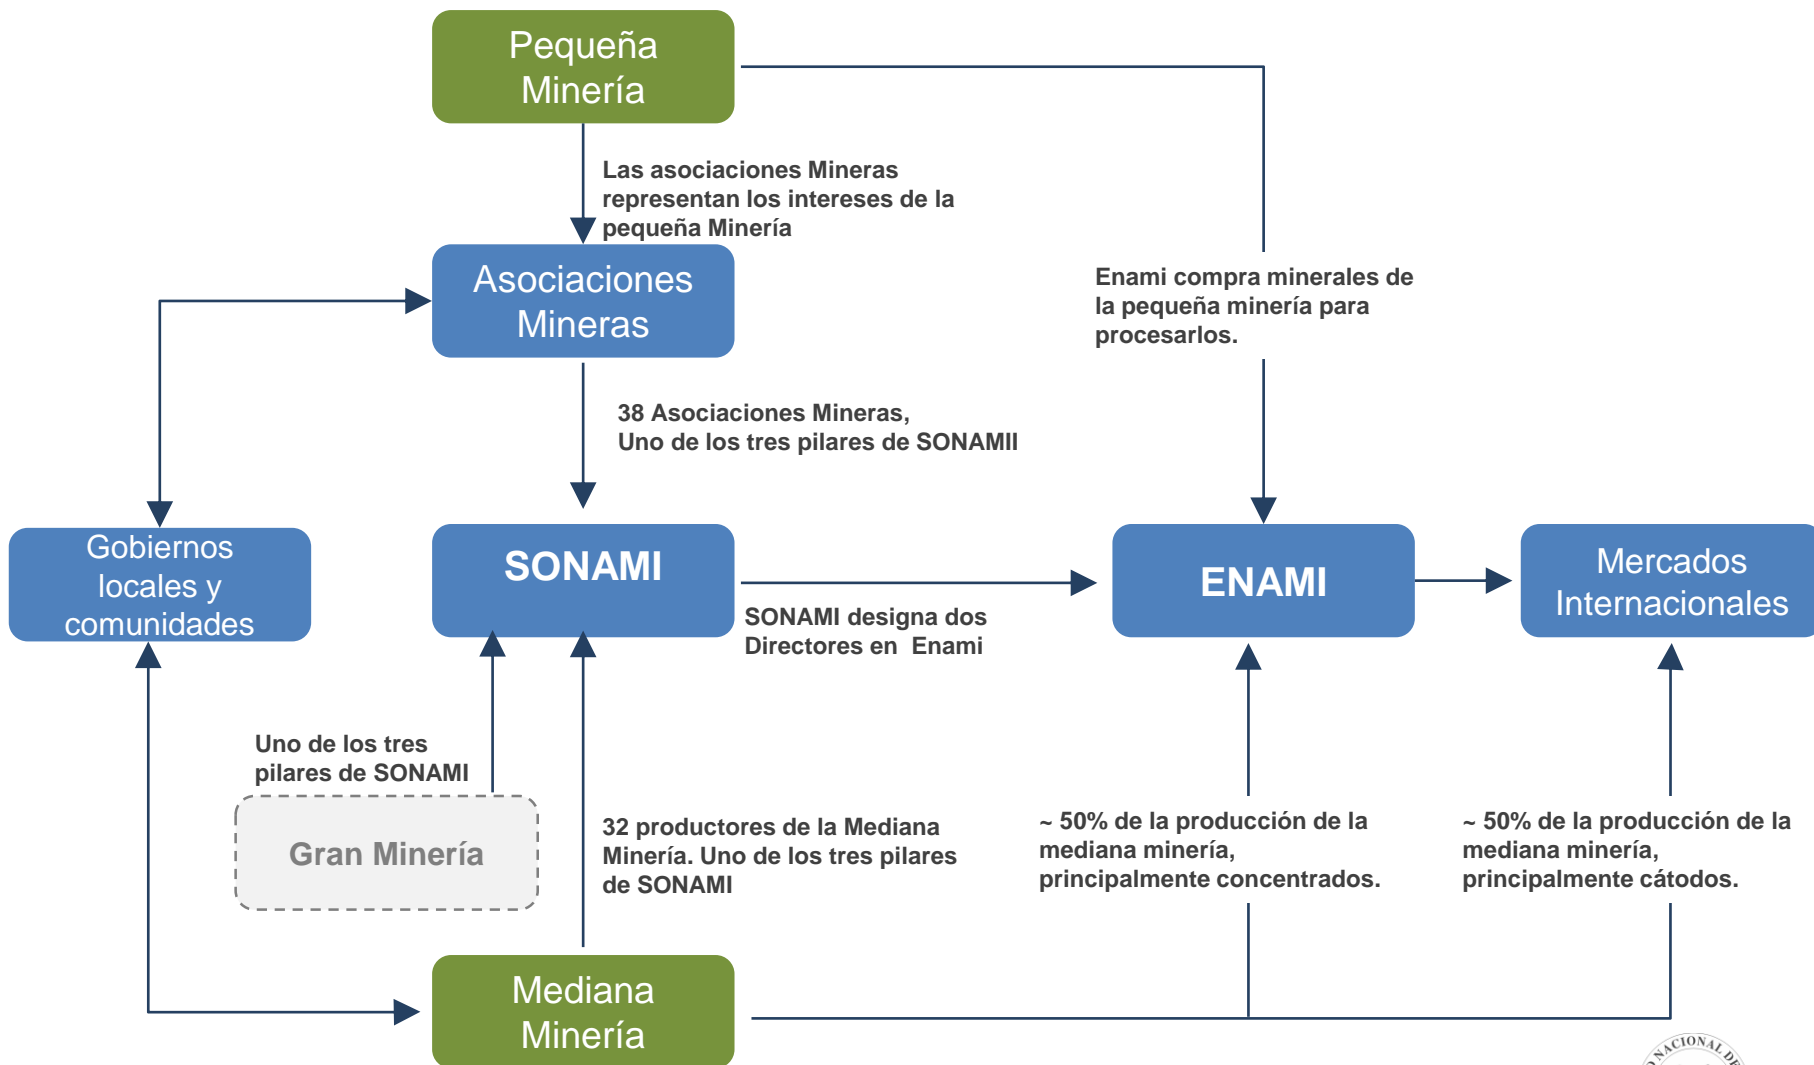 Pequeña
Minería
Las asociaciones Mineras
representan los intereses de la
pequeña Minería
Asociaciones
Mineras
Enami compra minerales de
la pequeña minería para
procesarlos.
38 Asociaciones Mineras,
Uno de los tres pilares de SONAMII
Gobiernos
locales y
comunidades
SONAMI
SONAMI designa dos
Directores en Enami
ENAMI
Mercados
Internacionales
Uno de los tres
pilares de SONAMI
Gran Minería
32 productores de la Mediana
Minería. Uno de los tres pilares
de SONAMI
~ 50% de la producción de la
mediana minería,
principalmente concentrados.
~ 50% de la producción de la
mediana minería,
principalmente cátodos.
Mediana
Minería
NACIONAL DE